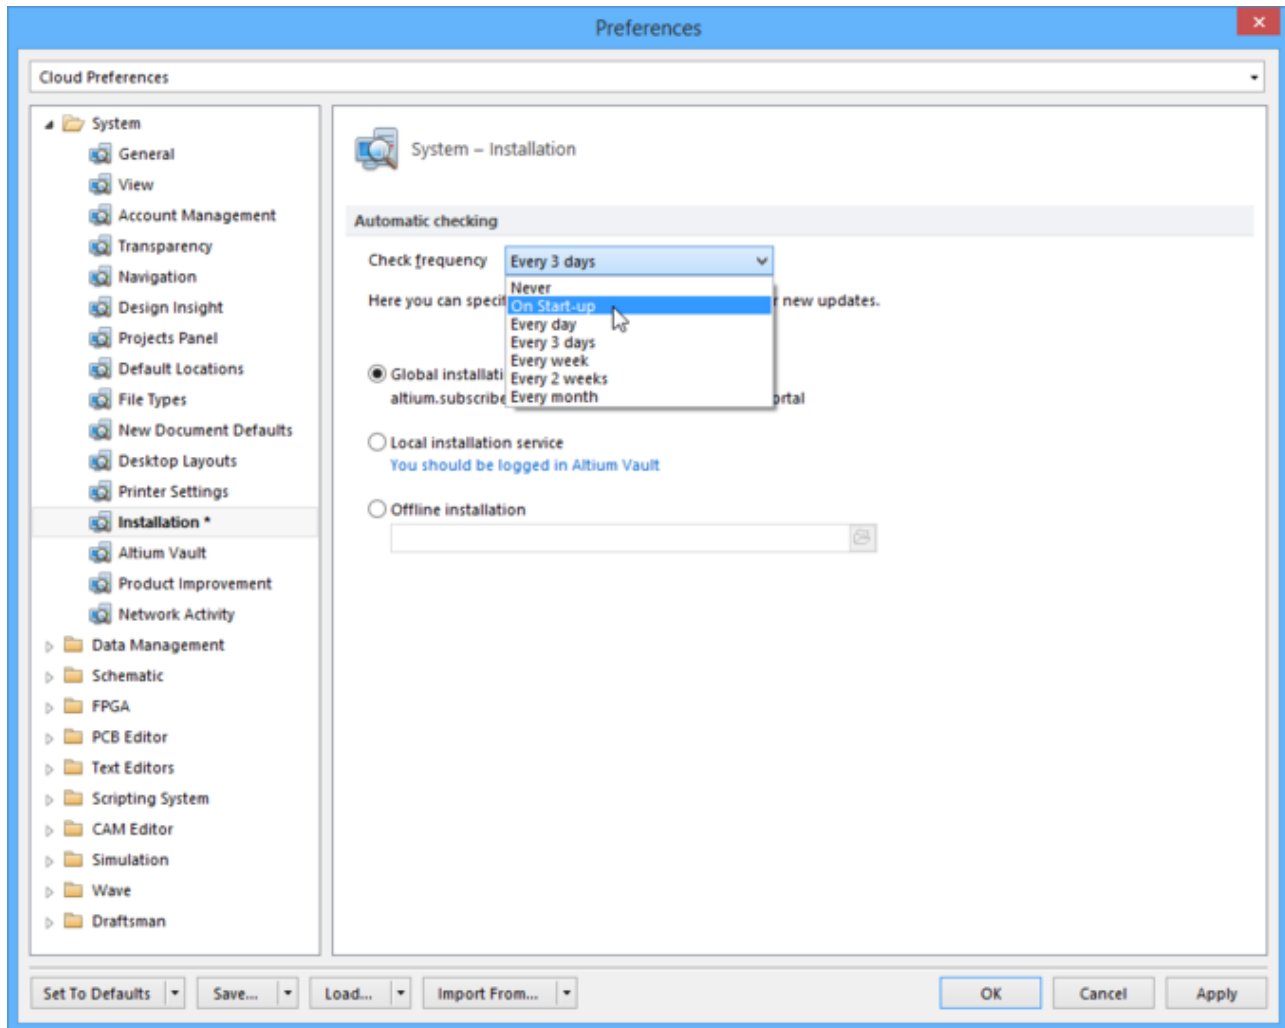 Preferences
Cloud Preferences
System
General
View
Account Management
Transparency
Navigation
Design Insight
Projects Panel
Default Locations
File Types
New Document Defaults
Desktop Layouts
Printer Settings
Installation *
Altium Vault
Product Improvement
Network Activity
Data Management
Schematic
FPGA
PCB Editor
Text Editors
Scripting System
CAM Editor
Simulation
Wave
Draftsman
System – Installation
Automatic checking
Check frequency Every 3 days
Never
Here you can specif r new updates.
On Start-up
Every day
Every 3 days
Every week
Global installati Every 2 weeks
altium.subscribe Every month ortal
Local installation service
You should be logged in Altium Vault
Offline installation
Set To Defaults Save... Load... Import From... OK Cancel Apply